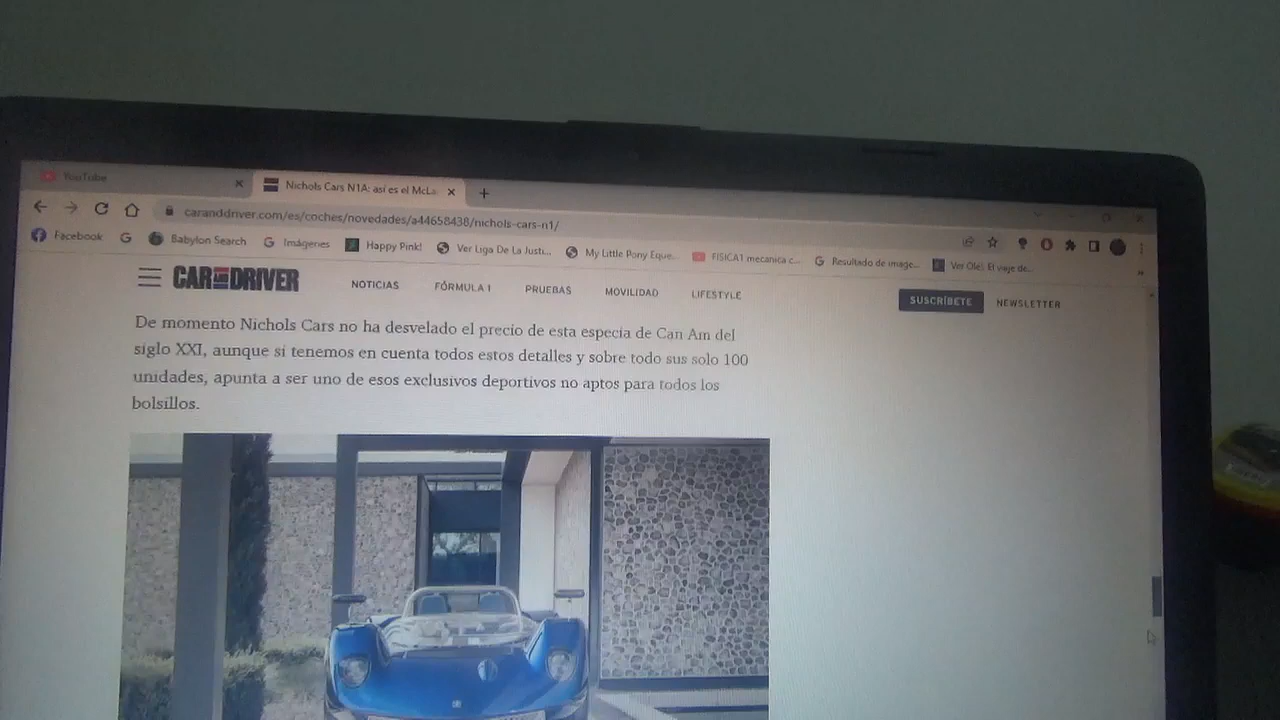 YouTube
Nichols Cars N1A: así es el McLa
caranddriver.com/es/coches/novedades/a44658438/nichols-cars-n1/
Facebook
Babylon Search
Imágenes
Happy Pink!
Ver Liga De La Justi...
My Little Pony Eque...
FISICA1 mecanica c...
Resultado de image...
Ver Ole!: El viaje de...
CAR AND DRIVER
NOTICIAS
FÓRMULA 1
PRUEBAS
MOVILIDAD
LIFESTYLE
SUSCRÍBETE
NEWSLETTER
De momento Nichols Cars no ha desvelado el precio de esta especia de Can Am del
siglo XXI, aunque si tenemos en cuenta todos estos detalles y sobre todo sus solo 100
unidades, apunta a ser uno de esos exclusivos deportivos no aptos para todos los
bolsillos.